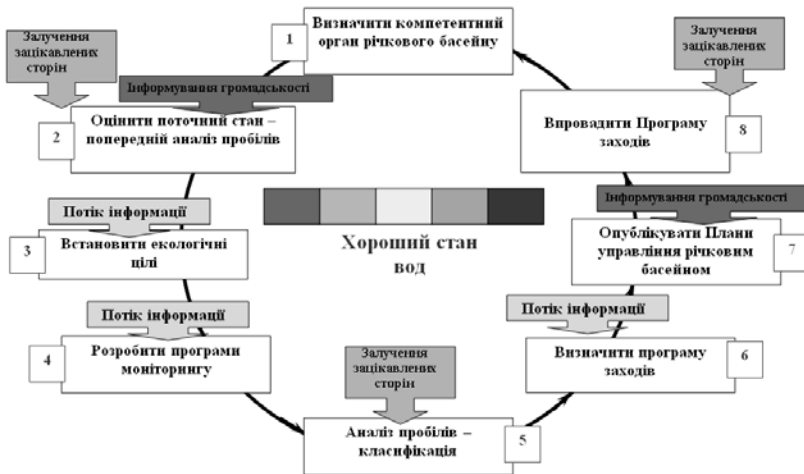 Визначити компетентний
орган річкового басейну
1
Залучення
зацікавлених
сторін
Інформування громадськості
2
Оцінити поточний стан –
попередній аналіз пробілів
Потік інформації
3
Встановити екологічні
цілі
Потік інформації
4
Розробити програми
моніторингу
Залучення
зацікавлених
сторін
Аналіз пробілів –
класифікація
5
Потік інформації
Визначити програму
заходів
6
Інформування громадськості
Опублікувати Плани
управління річковим
басейном
7
Залучення
зацікавлених
сторін
Впровадити Програму
заходів
8
Хороший стан
вод